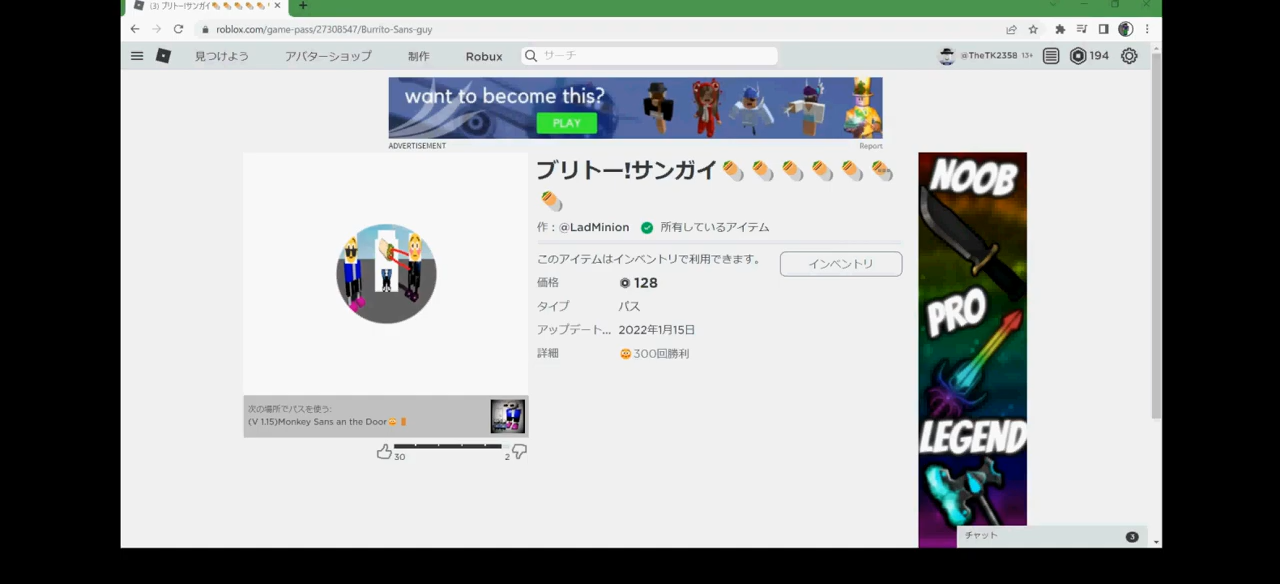 (3) ブリトー!サンガイ🌯🌯🌯🌯🌯
roblox.com/game-pass/27308547/Burrito-Sans-guy
見つけよう アバターショップ 制作 Robux サーチ @TheTK2358 13+ 194
want to become this?
PLAY
ADVERTISEMENT Report
ブリトー!サンガイ🌯🌯🌯🌯🌯🌯
🌯
作：@LadMinion 所有しているアイテム
このアイテムはインベントリで利用できます。 インベントリ
価格 128
タイプ パス
アップデート... 2022年1月15日
詳細 🐵300回勝利
次の場所でパスを使う:
(V 1.15)Monkey Sans an the Door🐵🚪
30 2
NOOB
PRO
LEGEND
チャット 3